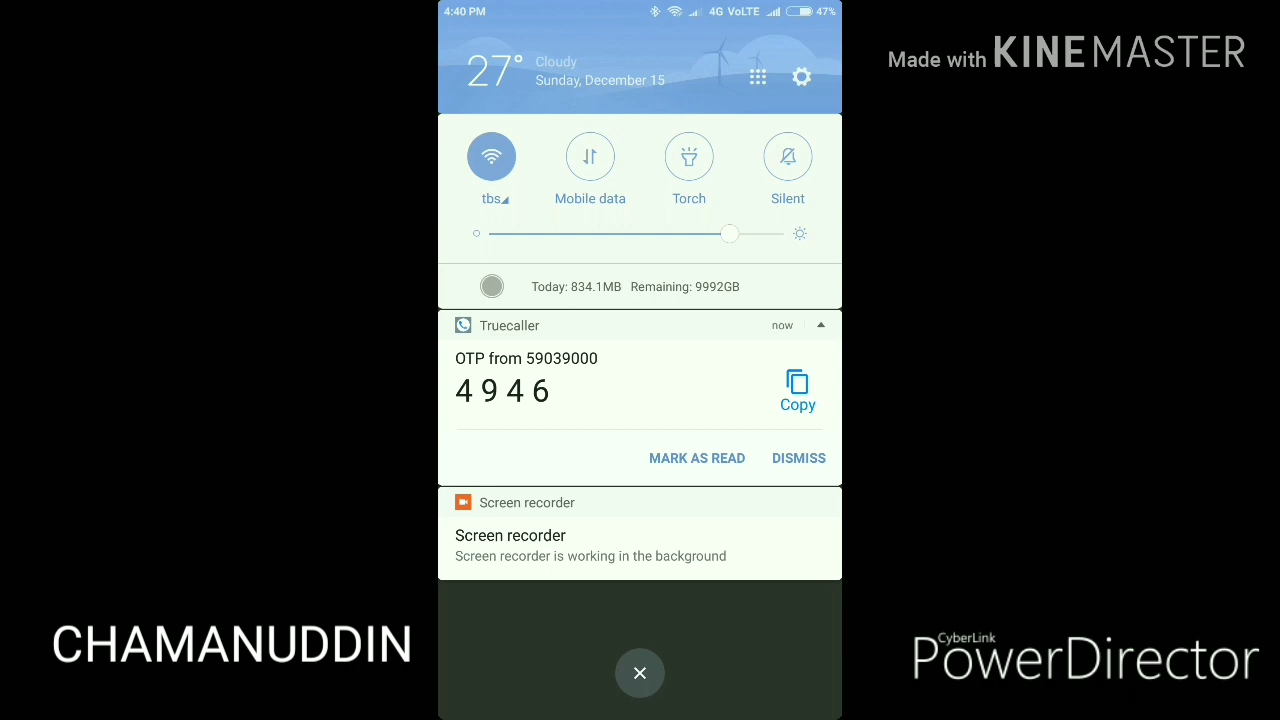 4:40 PM 4G VoLTE 47%
Made with KINEMASTER
27° Cloudy
Sunday, December 15
tbs Mobile data Torch Silent
Today: 834.1MB Remaining: 9992GB
Truecaller now
OTP from 59039000
4 9 4 6
Copy
MARK AS READ DISMISS
Screen recorder
Screen recorder
Screen recorder is working in the background
CHAMANUDDIN
CyberLink
PowerDirector